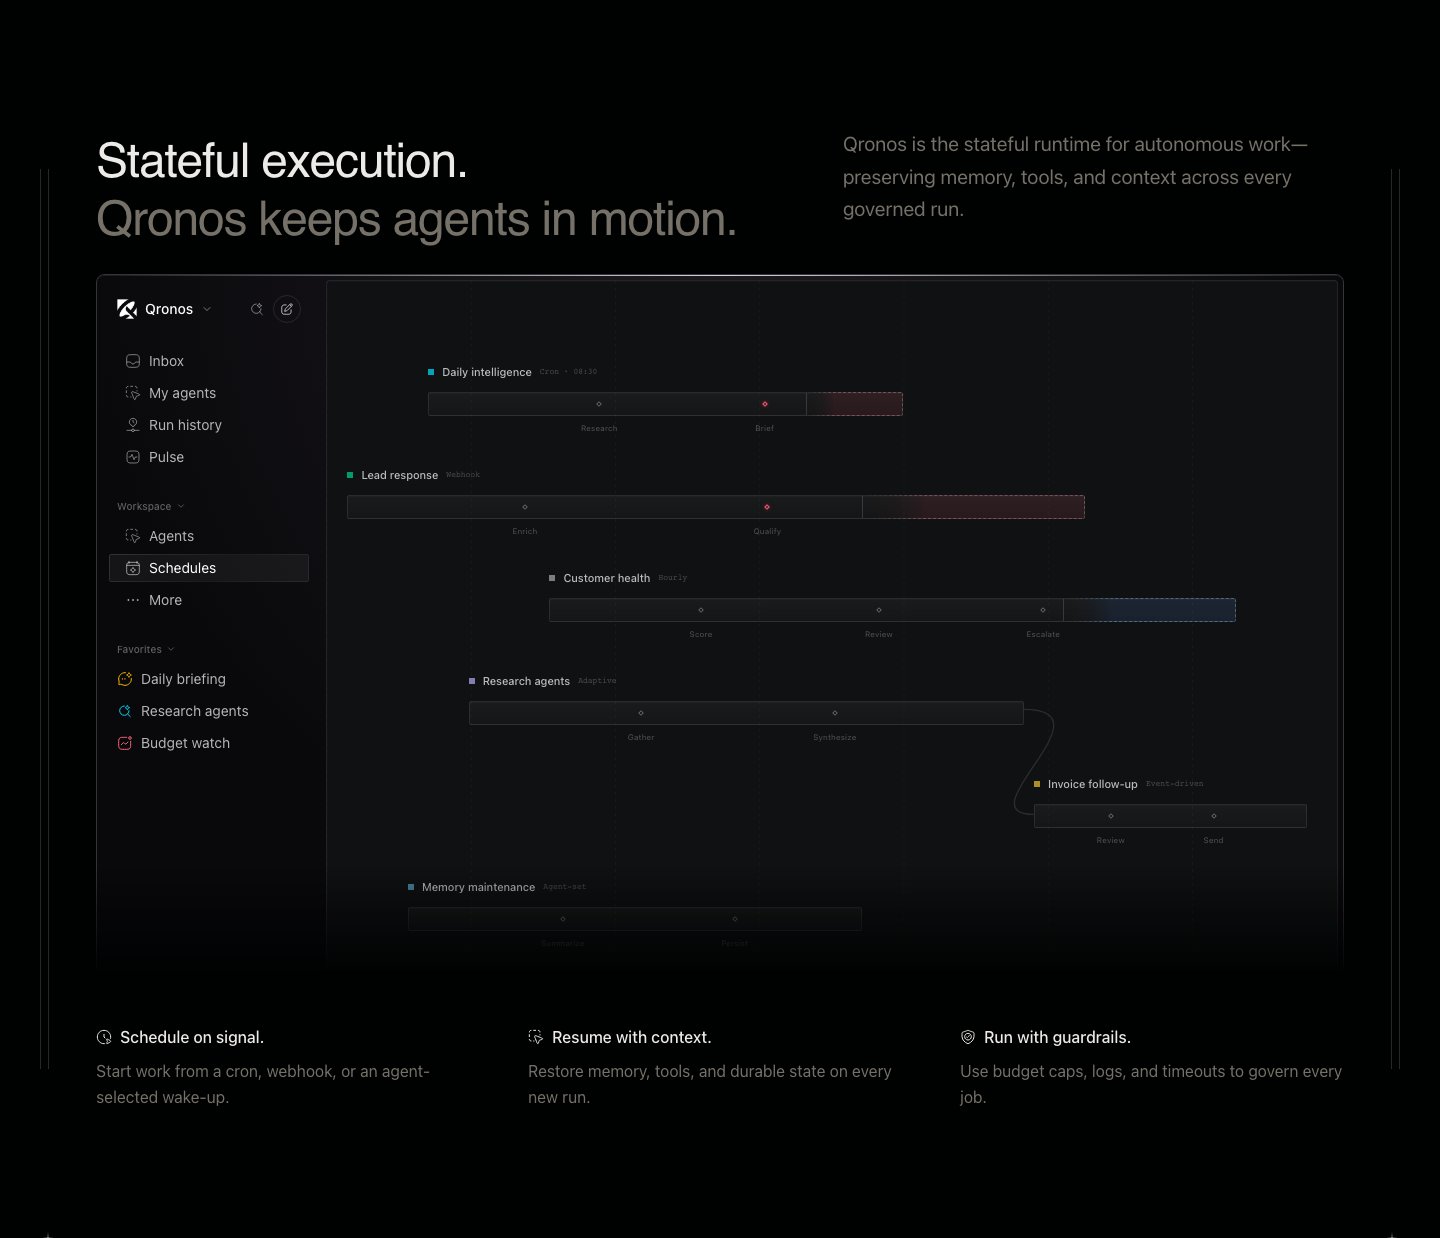 Stateful execution.
Qronos keeps agents in motion.
Qronos is the stateful runtime for autonomous work—
preserving memory, tools, and context across every
governed run.
Qronos
Inbox
My agents
Run history
Pulse
Workspace
Agents
Schedules
More
Favorites
Daily briefing
Research agents
Budget watch
Daily intelligence Cron · 08:30
Research Brief
Lead response Webhook
Enrich Qualify
Customer health Hourly
Score Review Escalate
Research agents Adaptive
Gather Synthesize
Invoice follow-up Event-driven
Review Send
Memory maintenance Agent-set
Summarize Persist
Schedule on signal.
Start work from a cron, webhook, or an agent-
selected wake-up.
Resume with context.
Restore memory, tools, and durable state on every
new run.
Run with guardrails.
Use budget caps, logs, and timeouts to govern every
job.